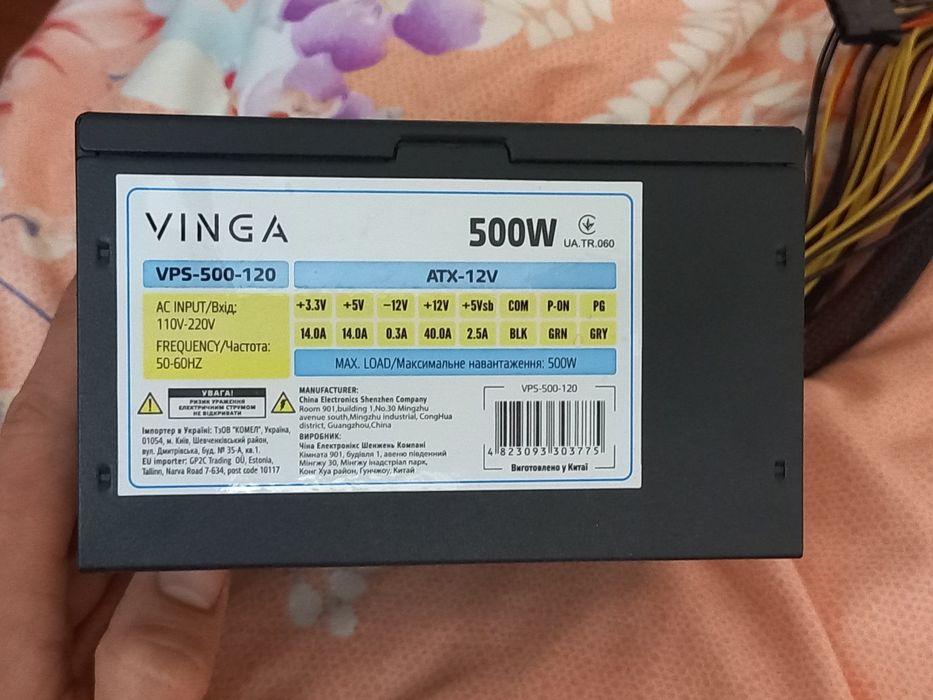 VINGA
500W
UA.TR.060
VPS-500-120
ATX-12V
AC INPUT/Вхід:
110V-220V
FREQUENCY/Частота:
50-60HZ
+3.3V +5V −12V +12V +5Vsb COM P-ON PG
14.0A 14.0A 0.3A 40.0A 2.5A BLK GRN GRY
MAX. LOAD/Максимальне навантаження: 500W
УВАГА!
РИЗИК УРАЖЕННЯ
ЕЛЕКТРИЧНИМ СТРУМОМ
НЕ ВІДКРИВАТИ
Імпортер в Україні: ТзОВ "КОМЕЛ", Україна,
01054, м. Київ, Шевченківський район,
вул. Дмитрівська, буд. № 35-А, кв.1.
EU importer: GP2C Trading OÜ, Estonia,
Tallinn, Narva Road 7-634, post code 10117
MANUFACTURER:
China Electronics Shenzhen Company
Room 901,building 1,No.30 Mingzhu
avenue south,Mingzhu industrial, CongHua
district, Guangzhou,China
ВИРОБНИК:
Чіна Електронікс Шенжень Компані
Кімната 901, будівля 1, авеню південний
Мінгжу 30, Мінгжу індастріал парк,
Конг Хуа район, Гунчжоу, Китай
VPS-500-120
4 823093 303775
Виготовлено у Китаї